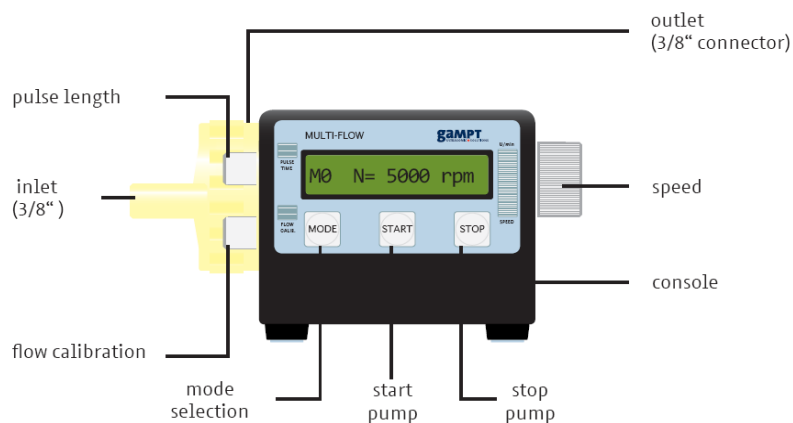 outlet
(3/8“ connector)
pulse length
MULTI-FLOW
gampt
U/min
PULSE
TIME
M0 N= 5000 rpm
inlet
(3/8“ )
speed
FLOW
CALIB.
MODE
START
STOP
SPEED
console
flow calibration
mode
selection
start
pump
stop
pump